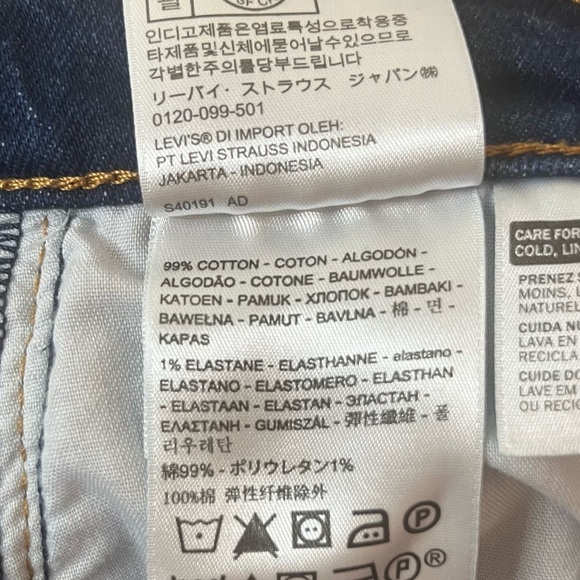 인디고제품은염료특성으로착용중
타제품및신체에묻어날수있으므로
각별한주의를당부드립니다
リーバイ・ストラウス ジャパン㈱
0120-099-501
LEVI'S® DI IMPORT OLEH:
PT LEVI STRAUSS INDONESIA
JAKARTA - INDONESIA
S40191 AD
99% COTTON - COTON - ALGODÓN -
ALGODÃO - COTONE - BAUMWOLLE -
KATOEN - PAMUK - ХЛОПОК - BAMBAKI -
BAWEŁNA - PAMUT - BAVLNA - 棉 - 면 -
KAPAS
1% ELASTANE - ELASTHANNE - elastano -
ELASTANO - ELASTOMERO - ELASTHAN
- ELASTAAN - ELASTAN - ЭЛАСТАН -
ΕΛΑΣΤΑΝΗ - GUMISZÁL - 弹性纖維 - 폴
리우레탄
綿99% - ポリウレタン1%
100%棉 弹性纤维除外
P
P®
CARE FOR
COLD, LIN
PRENEZ
MOINS, L
NATUREL
CUIDA N
LAVA EN
RECICLA
CUIDE DO
LAVE EM
OU RECIC